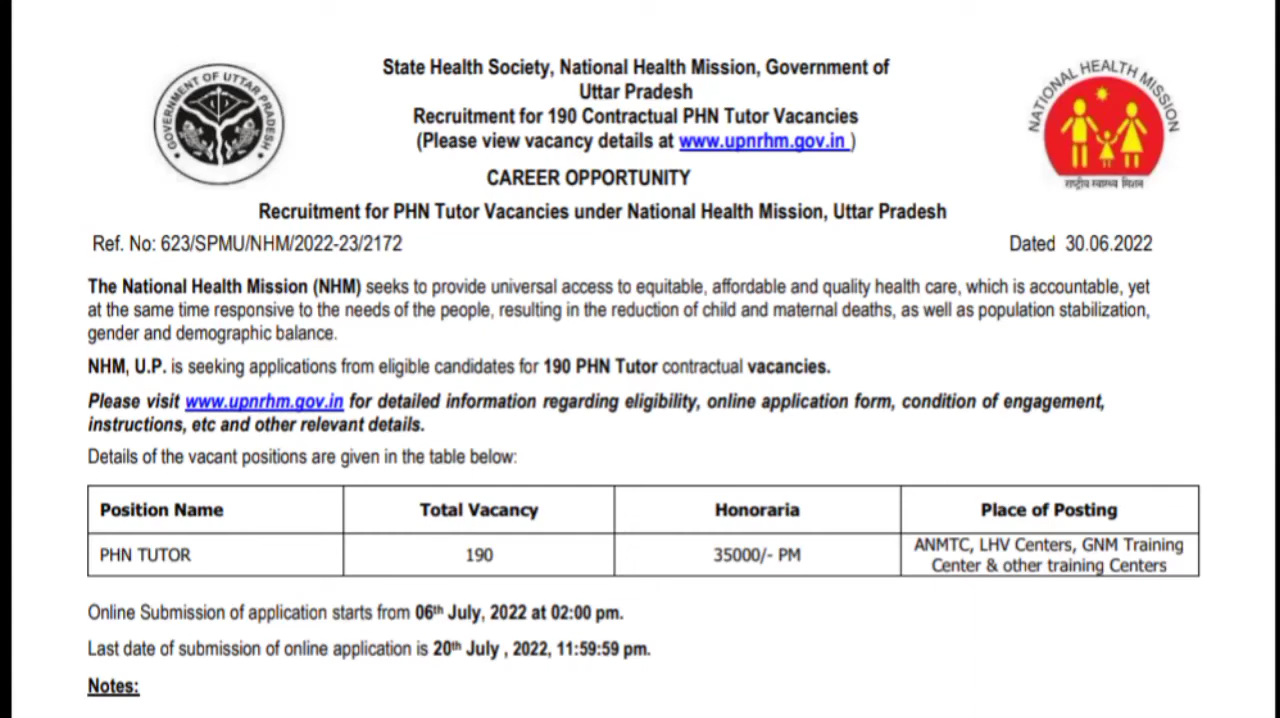 GOVERNMENT OF UTTAR PRADESH
State Health Society, National Health Mission, Government of
Uttar Pradesh
Recruitment for 190 Contractual PHN Tutor Vacancies
(Please view vacancy details at www.upnrhm.gov.in )
NATIONAL HEALTH MISSION
राष्ट्रीय स्वास्थ्य मिशन
CAREER OPPORTUNITY
Recruitment for PHN Tutor Vacancies under National Health Mission, Uttar Pradesh
Ref. No: 623/SPMU/NHM/2022-23/2172 Dated 30.06.2022
The National Health Mission (NHM) seeks to provide universal access to equitable, affordable and quality health care, which is accountable, yet
at the same time responsive to the needs of the people, resulting in the reduction of child and maternal deaths, as well as population stabilization,
gender and demographic balance.
NHM, U.P. is seeking applications from eligible candidates for 190 PHN Tutor contractual vacancies.
Please visit www.upnrhm.gov.in for detailed information regarding eligibility, online application form, condition of engagement,
instructions, etc and other relevant details.
Details of the vacant positions are given in the table below:
Position Name Total Vacancy Honoraria Place of Posting
PHN TUTOR 190 35000/- PM ANMTC, LHV Centers, GNM Training
Center & other training Centers
Online Submission of application starts from 06th July, 2022 at 02:00 pm.
Last date of submission of online application is 20th July , 2022, 11:59:59 pm.
Notes: